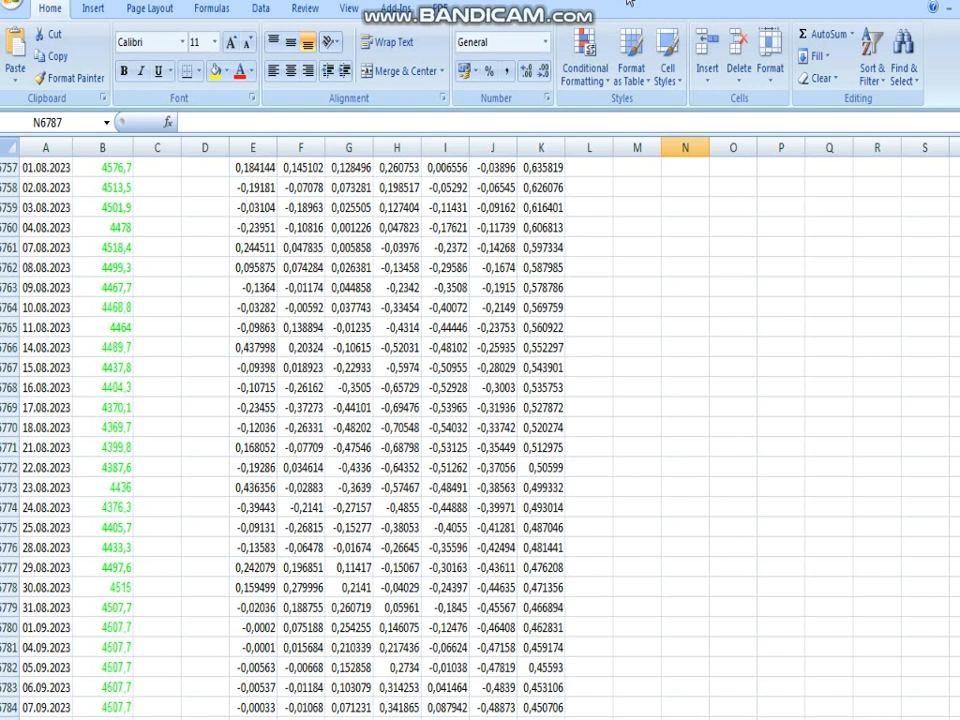 Home Insert Page Layout Formulas Data Review View Add-Ins
www.BANDICAM.com
Cut
Copy
Format Painter
Paste
Calibri 11 A A
Wrap Text
General
B I U A
Merge & Center
% ,
Conditional Formatting
Format as Table
Cell Styles
Insert Delete Format
Σ AutoSum
Fill
Clear
Sort & Filter
Find & Select
Clipboard Font Alignment Number Styles Cells Editing
N6787 fx
A B C D E F G H I J K L M N O P Q R S
6757 01.08.2023 4576,7 0,184144 0,145102 0,128496 0,260753 0,006556 -0,03896 0,635819
6758 02.08.2023 4513,5 -0,19181 -0,07078 0,073281 0,198517 -0,05292 -0,06545 0,626076
6759 03.08.2023 4501,9 -0,03104 -0,18963 0,025505 0,127404 -0,11431 -0,09162 0,616401
6760 04.08.2023 4478 -0,23951 -0,10816 0,001226 0,047823 -0,17621 -0,11739 0,606813
6761 07.08.2023 4518,4 0,244511 0,047835 0,005858 -0,03976 -0,2372 -0,14268 0,597334
6762 08.08.2023 4499,3 0,095875 0,074284 0,026381 -0,13458 -0,29586 -0,1674 0,587985
6763 09.08.2023 4467,7 -0,1364 -0,01174 0,044858 -0,2342 -0,3508 -0,1915 0,578786
6764 10.08.2023 4468,8 -0,03282 -0,00592 0,037743 -0,33454 -0,40072 -0,2149 0,569759
6765 11.08.2023 4464 -0,09863 0,138894 -0,01235 -0,4314 -0,44446 -0,23753 0,560922
6766 14.08.2023 4489,7 0,437998 0,20324 -0,10615 -0,52031 -0,48102 -0,25935 0,552297
6767 15.08.2023 4437,8 -0,09398 0,018923 -0,22933 -0,5974 -0,50955 -0,28029 0,543901
6768 16.08.2023 4404,3 -0,10715 -0,26162 -0,3505 -0,65729 -0,52928 -0,3003 0,535753
6769 17.08.2023 4370,1 -0,23455 -0,37273 -0,44101 -0,69476 -0,53965 -0,31936 0,527872
6770 18.08.2023 4369,7 -0,12036 -0,26331 -0,48202 -0,70548 -0,54032 -0,33742 0,520274
6771 21.08.2023 4399,8 0,168052 -0,07709 -0,47546 -0,68798 -0,53125 -0,35449 0,512975
6772 22.08.2023 4387,6 -0,19286 0,034614 -0,4336 -0,64352 -0,51262 -0,37056 0,50599
6773 23.08.2023 4436 0,436356 -0,02883 -0,3639 -0,57467 -0,48491 -0,38563 0,499332
6774 24.08.2023 4376,3 -0,39443 -0,2141 -0,27157 -0,4855 -0,44888 -0,39971 0,493014
6775 25.08.2023 4405,7 -0,09131 -0,26815 -0,15277 -0,38053 -0,4055 -0,41281 0,487046
6776 28.08.2023 4433,3 -0,13583 -0,06478 -0,01674 -0,26645 -0,35596 -0,42494 0,481441
6777 29.08.2023 4497,6 0,242079 0,196851 0,11417 -0,15067 -0,30163 -0,43611 0,476208
6778 30.08.2023 4515 0,159499 0,279996 0,2141 -0,04029 -0,24397 -0,44635 0,471356
6779 31.08.2023 4507,7 -0,02036 0,188755 0,260719 0,05961 -0,1845 -0,45567 0,466894
6780 01.09.2023 4507,7 -0,0002 0,075188 0,254255 0,146075 -0,12476 -0,46408 0,462831
6781 04.09.2023 4507,7 -0,0001 0,015684 0,210339 0,217436 -0,06624 -0,47158 0,459174
6782 05.09.2023 4507,7 -0,00563 -0,00668 0,152858 0,2734 -0,01038 -0,47819 0,45593
6783 06.09.2023 4507,7 -0,00537 -0,01184 0,103079 0,314253 0,041464 -0,4839 0,453106
6784 07.09.2023 4507,7 -0,00033 -0,01068 0,071231 0,341865 0,087942 -0,48873 0,450706